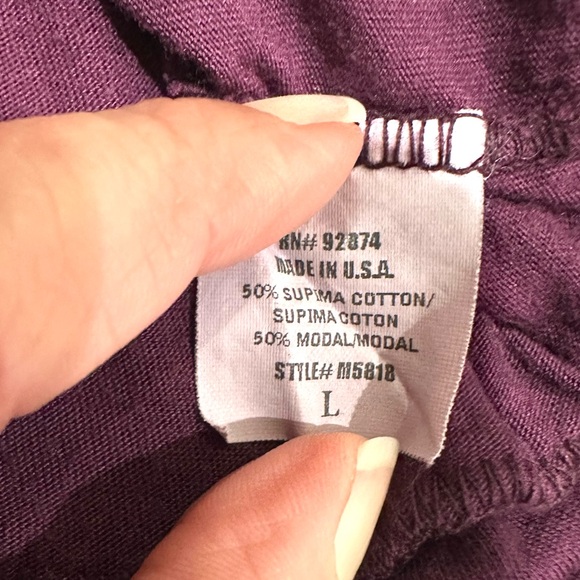 RN# 92874
MADE IN U.S.A.
50% SUPIMA COTTON/
SUPIMA COTON
50% MODAL/MODAL
STYLE# M5818
L